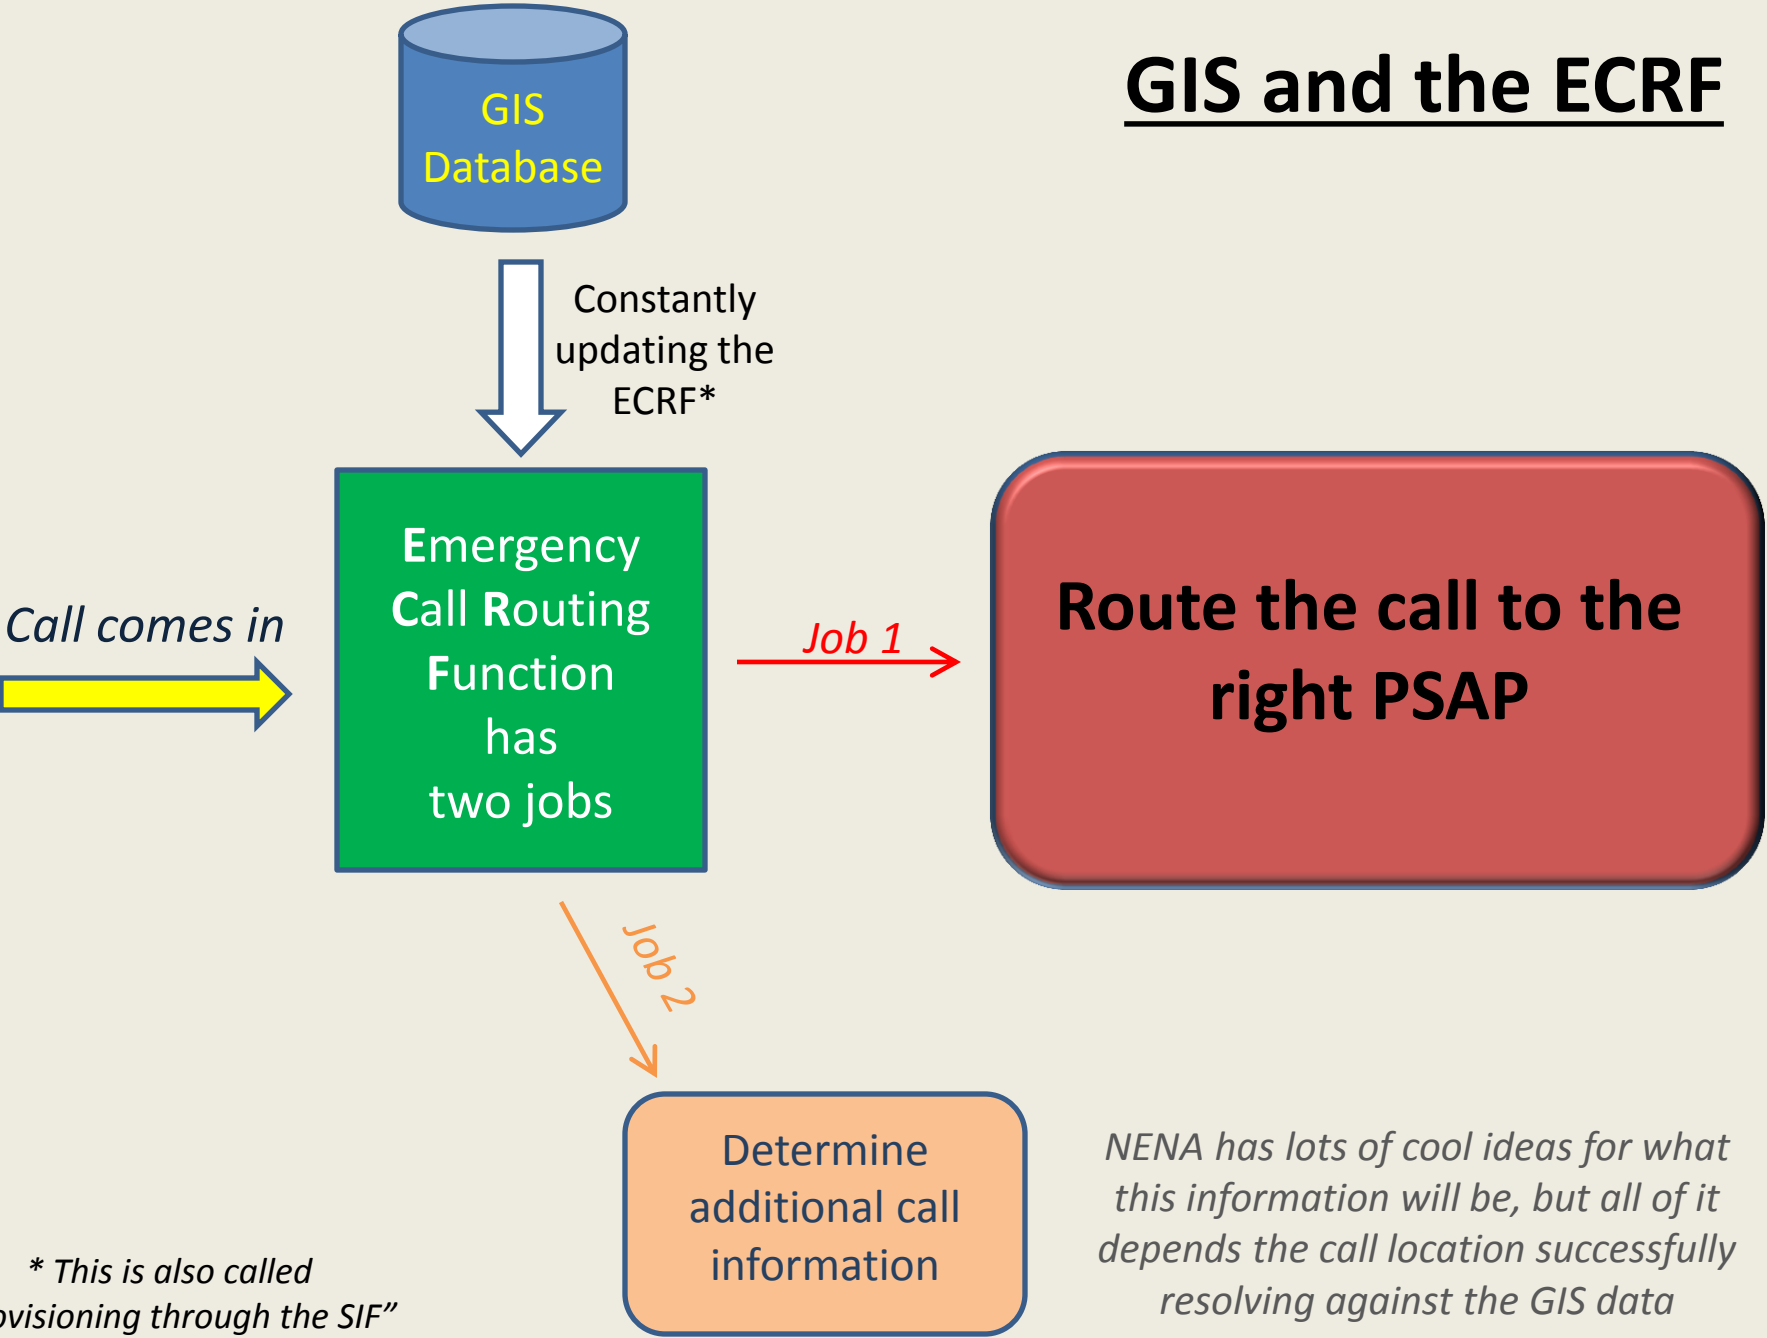 GIS and the ECRF
GIS
Database
Constantly
updating the
ECRF*
Emergency
Call Routing
Function
has
two jobs
Call comes in
Job 1
Route the call to the
right PSAP
Job 2
Determine
additional call
information
NENA has lots of cool ideas for what
this information will be, but all of it
depends the call location successfully
resolving against the GIS data
* This is also called
ovisioning through the SIF”